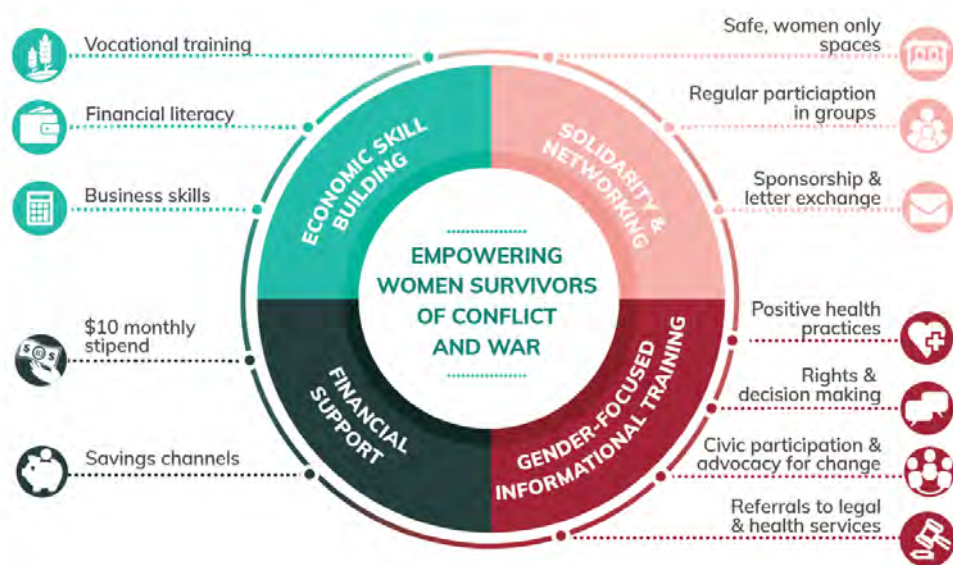 Vocational training
Financial literacy
Business skills
$10 monthly
stipend
Savings channels
ECONOMIC SKILL
BUILDING
SOLIDARITY &
NETWORKING
FINANCIAL
SUPPORT
GENDER-FOCUSED
INFORMATIONAL TRAINING
EMPOWERING
WOMEN SURVIVORS
OF CONFLICT
AND WAR
Safe, women only
spaces
Regular particiaption
in groups
Sponsorship &
letter exchange
Positive health
practices
Rights &
decision making
Civic participation &
advocacy for change
Referrals to legal
& health services